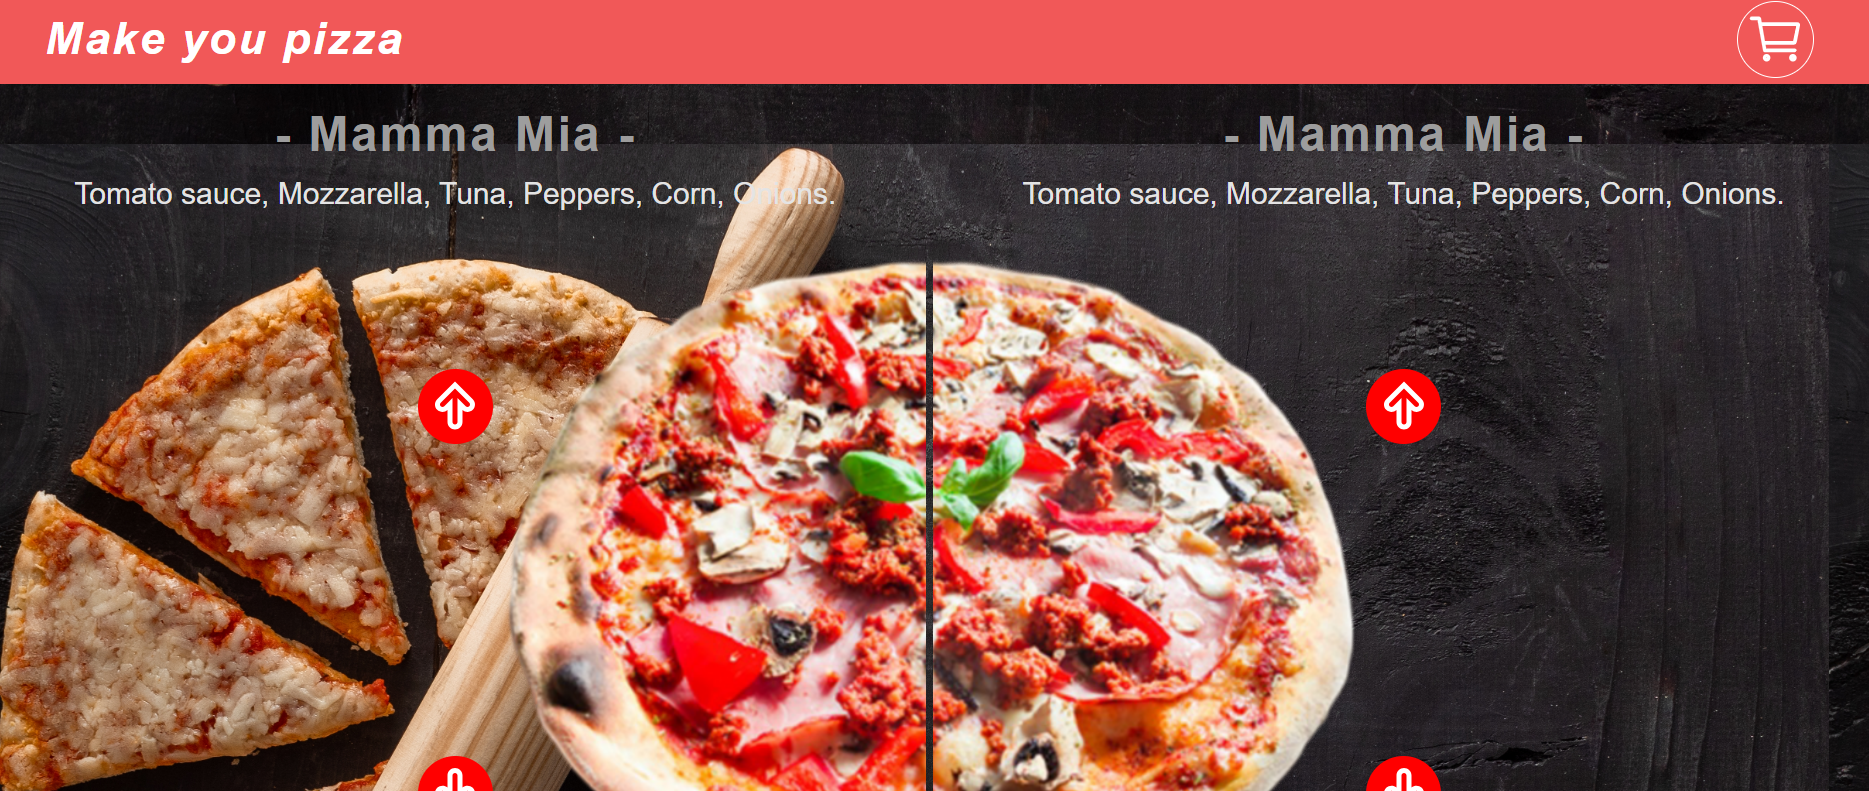 Make you pizza
- Mamma Mia -
Tomato sauce, Mozzarella, Tuna, Peppers, Corn, Onions.
- Mamma Mia -
Tomato sauce, Mozzarella, Tuna, Peppers, Corn, Onions.